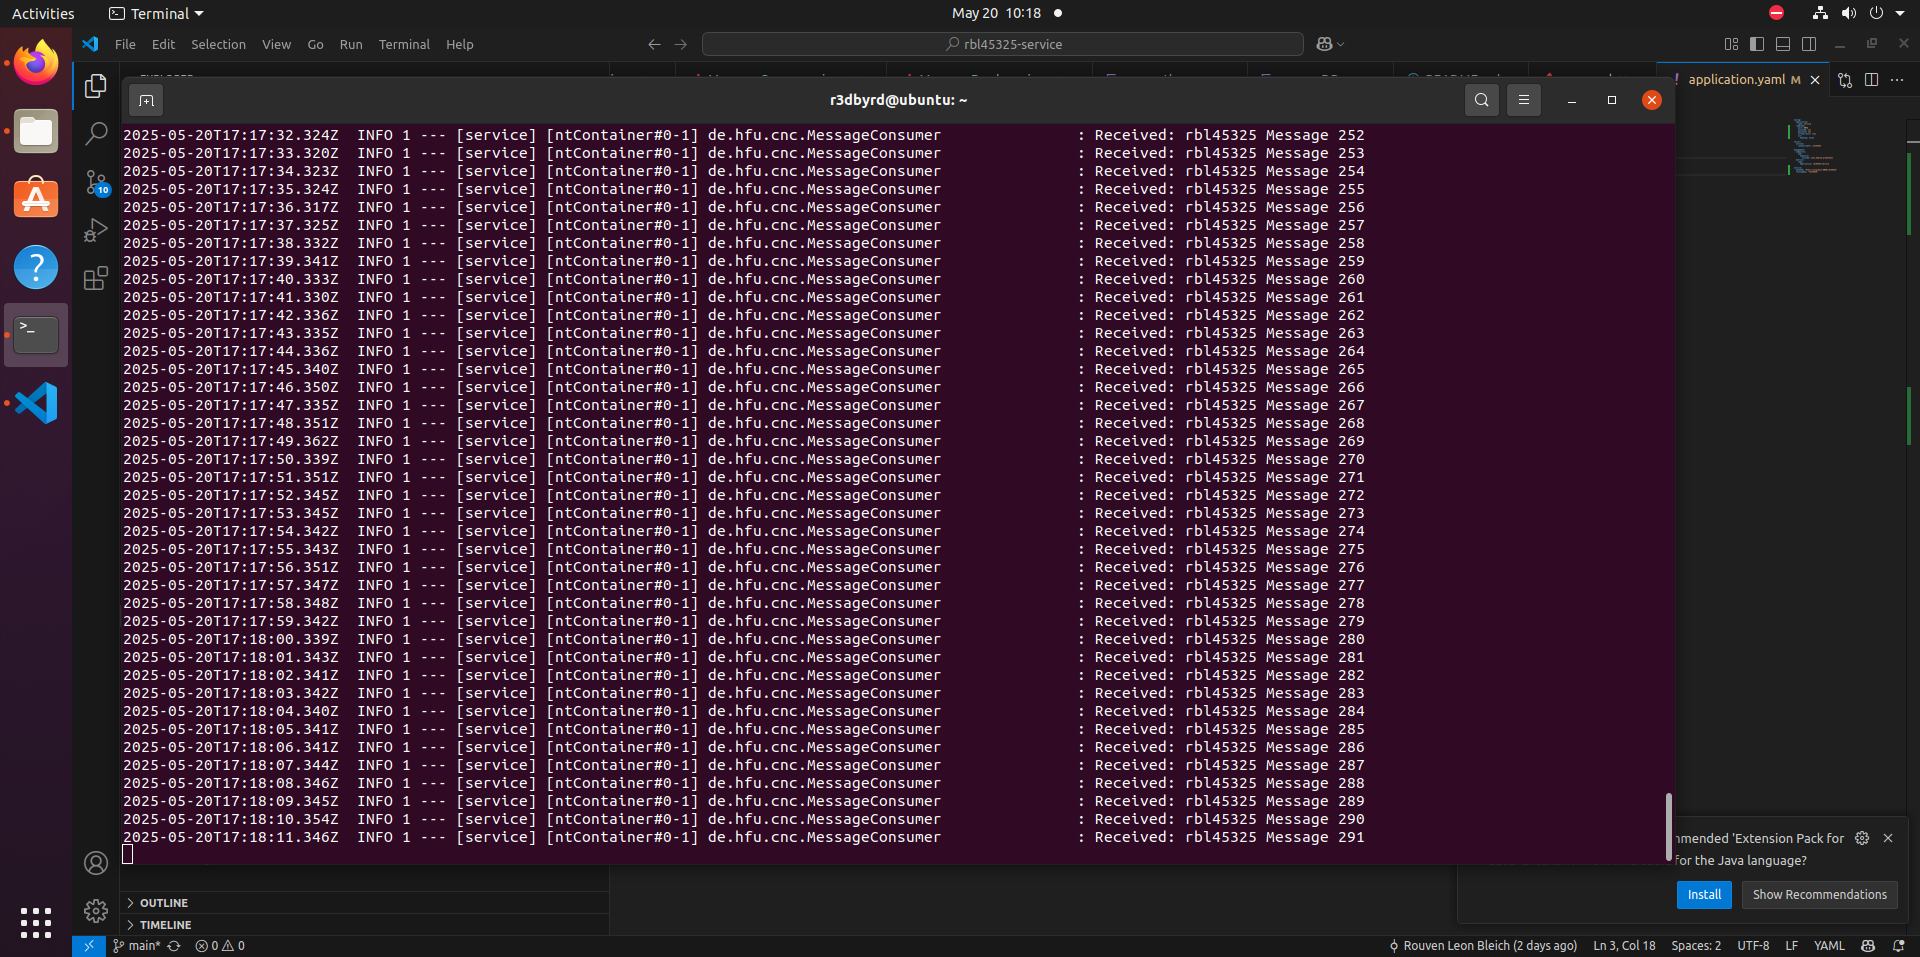 Activities
Terminal
May 20 10:18
File Edit Selection View Go Run Terminal Help
rbl45325-service
application.yaml M
r3dbyrd@ubuntu: ~
2025-05-20T17:17:32.324Z  INFO 1 --- [service] [ntContainer#0-1] de.hfu.cnc.MessageConsumer               : Received: rbl45325 Message 252
2025-05-20T17:17:33.320Z  INFO 1 --- [service] [ntContainer#0-1] de.hfu.cnc.MessageConsumer               : Received: rbl45325 Message 253
2025-05-20T17:17:34.323Z  INFO 1 --- [service] [ntContainer#0-1] de.hfu.cnc.MessageConsumer               : Received: rbl45325 Message 254
2025-05-20T17:17:35.324Z  INFO 1 --- [service] [ntContainer#0-1] de.hfu.cnc.MessageConsumer               : Received: rbl45325 Message 255
2025-05-20T17:17:36.317Z  INFO 1 --- [service] [ntContainer#0-1] de.hfu.cnc.MessageConsumer               : Received: rbl45325 Message 256
2025-05-20T17:17:37.325Z  INFO 1 --- [service] [ntContainer#0-1] de.hfu.cnc.MessageConsumer               : Received: rbl45325 Message 257
2025-05-20T17:17:38.332Z  INFO 1 --- [service] [ntContainer#0-1] de.hfu.cnc.MessageConsumer               : Received: rbl45325 Message 258
2025-05-20T17:17:39.341Z  INFO 1 --- [service] [ntContainer#0-1] de.hfu.cnc.MessageConsumer               : Received: rbl45325 Message 259
2025-05-20T17:17:40.333Z  INFO 1 --- [service] [ntContainer#0-1] de.hfu.cnc.MessageConsumer               : Received: rbl45325 Message 260
2025-05-20T17:17:41.330Z  INFO 1 --- [service] [ntContainer#0-1] de.hfu.cnc.MessageConsumer               : Received: rbl45325 Message 261
2025-05-20T17:17:42.336Z  INFO 1 --- [service] [ntContainer#0-1] de.hfu.cnc.MessageConsumer               : Received: rbl45325 Message 262
2025-05-20T17:17:43.335Z  INFO 1 --- [service] [ntContainer#0-1] de.hfu.cnc.MessageConsumer               : Received: rbl45325 Message 263
2025-05-20T17:17:44.336Z  INFO 1 --- [service] [ntContainer#0-1] de.hfu.cnc.MessageConsumer               : Received: rbl45325 Message 264
2025-05-20T17:17:45.340Z  INFO 1 --- [service] [ntContainer#0-1] de.hfu.cnc.MessageConsumer               : Received: rbl45325 Message 265
2025-05-20T17:17:46.350Z  INFO 1 --- [service] [ntContainer#0-1] de.hfu.cnc.MessageConsumer               : Received: rbl45325 Message 266
2025-05-20T17:17:47.335Z  INFO 1 --- [service] [ntContainer#0-1] de.hfu.cnc.MessageConsumer               : Received: rbl45325 Message 267
2025-05-20T17:17:48.351Z  INFO 1 --- [service] [ntContainer#0-1] de.hfu.cnc.MessageConsumer               : Received: rbl45325 Message 268
2025-05-20T17:17:49.362Z  INFO 1 --- [service] [ntContainer#0-1] de.hfu.cnc.MessageConsumer               : Received: rbl45325 Message 269
2025-05-20T17:17:50.339Z  INFO 1 --- [service] [ntContainer#0-1] de.hfu.cnc.MessageConsumer               : Received: rbl45325 Message 270
2025-05-20T17:17:51.351Z  INFO 1 --- [service] [ntContainer#0-1] de.hfu.cnc.MessageConsumer               : Received: rbl45325 Message 271
2025-05-20T17:17:52.345Z  INFO 1 --- [service] [ntContainer#0-1] de.hfu.cnc.MessageConsumer               : Received: rbl45325 Message 272
2025-05-20T17:17:53.345Z  INFO 1 --- [service] [ntContainer#0-1] de.hfu.cnc.MessageConsumer               : Received: rbl45325 Message 273
2025-05-20T17:17:54.342Z  INFO 1 --- [service] [ntContainer#0-1] de.hfu.cnc.MessageConsumer               : Received: rbl45325 Message 274
2025-05-20T17:17:55.343Z  INFO 1 --- [service] [ntContainer#0-1] de.hfu.cnc.MessageConsumer               : Received: rbl45325 Message 275
2025-05-20T17:17:56.351Z  INFO 1 --- [service] [ntContainer#0-1] de.hfu.cnc.MessageConsumer               : Received: rbl45325 Message 276
2025-05-20T17:17:57.347Z  INFO 1 --- [service] [ntContainer#0-1] de.hfu.cnc.MessageConsumer               : Received: rbl45325 Message 277
2025-05-20T17:17:58.348Z  INFO 1 --- [service] [ntContainer#0-1] de.hfu.cnc.MessageConsumer               : Received: rbl45325 Message 278
2025-05-20T17:17:59.342Z  INFO 1 --- [service] [ntContainer#0-1] de.hfu.cnc.MessageConsumer               : Received: rbl45325 Message 279
2025-05-20T17:18:00.339Z  INFO 1 --- [service] [ntContainer#0-1] de.hfu.cnc.MessageConsumer               : Received: rbl45325 Message 280
2025-05-20T17:18:01.343Z  INFO 1 --- [service] [ntContainer#0-1] de.hfu.cnc.MessageConsumer               : Received: rbl45325 Message 281
2025-05-20T17:18:02.341Z  INFO 1 --- [service] [ntContainer#0-1] de.hfu.cnc.MessageConsumer               : Received: rbl45325 Message 282
2025-05-20T17:18:03.342Z  INFO 1 --- [service] [ntContainer#0-1] de.hfu.cnc.MessageConsumer               : Received: rbl45325 Message 283
2025-05-20T17:18:04.340Z  INFO 1 --- [service] [ntContainer#0-1] de.hfu.cnc.MessageConsumer               : Received: rbl45325 Message 284
2025-05-20T17:18:05.341Z  INFO 1 --- [service] [ntContainer#0-1] de.hfu.cnc.MessageConsumer               : Received: rbl45325 Message 285
2025-05-20T17:18:06.341Z  INFO 1 --- [service] [ntContainer#0-1] de.hfu.cnc.MessageConsumer               : Received: rbl45325 Message 286
2025-05-20T17:18:07.344Z  INFO 1 --- [service] [ntContainer#0-1] de.hfu.cnc.MessageConsumer               : Received: rbl45325 Message 287
2025-05-20T17:18:08.346Z  INFO 1 --- [service] [ntContainer#0-1] de.hfu.cnc.MessageConsumer               : Received: rbl45325 Message 288
2025-05-20T17:18:09.345Z  INFO 1 --- [service] [ntContainer#0-1] de.hfu.cnc.MessageConsumer               : Received: rbl45325 Message 289
2025-05-20T17:18:10.354Z  INFO 1 --- [service] [ntContainer#0-1] de.hfu.cnc.MessageConsumer               : Received: rbl45325 Message 290
2025-05-20T17:18:11.346Z  INFO 1 --- [service] [ntContainer#0-1] de.hfu.cnc.MessageConsumer               : Received: rbl45325 Message 291
10
'Extension Pack for
for the Java language?
Install
Show Recommendations
OUTLINE
TIMELINE
main* 0 0
Rouven Leon Bleich (2 days ago) Ln 3, Col 18 Spaces: 2 UTF-8 LF YAML